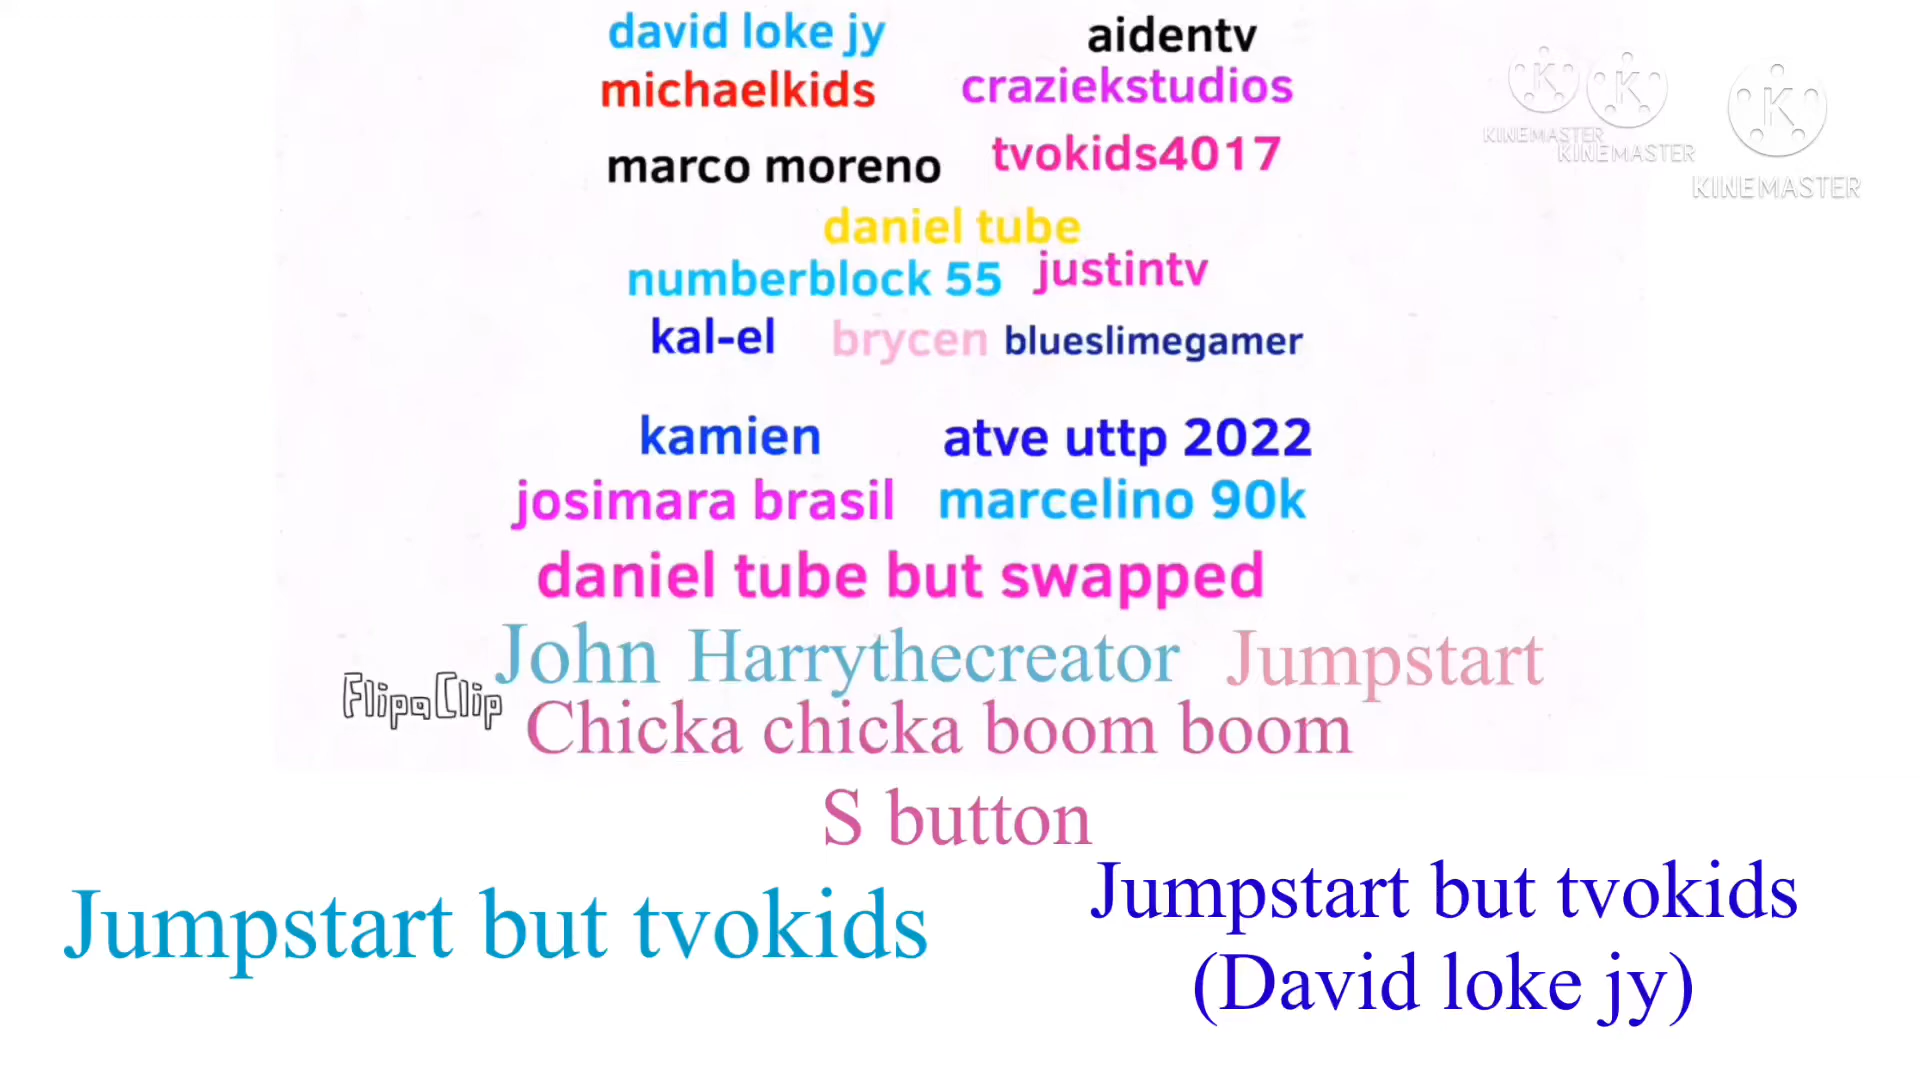 david loke jy
aidentv
michaelkids
craziekstudios
marco moreno
tvokids4017
daniel tube
numberblock 55
justintv
kal-el
brycen
blueslimegamer
kamien
atve uttp 2022
josimara brasil
marcelino 90k
daniel tube but swapped
John
Harrythecreator
Jumpstart
FlipaClip
Chicka chicka boom boom
S button
Jumpstart but tvokids
Jumpstart but tvokids
(David loke jy)
K
KINEMASTER
K
KINEMASTER
K
KINEMASTER